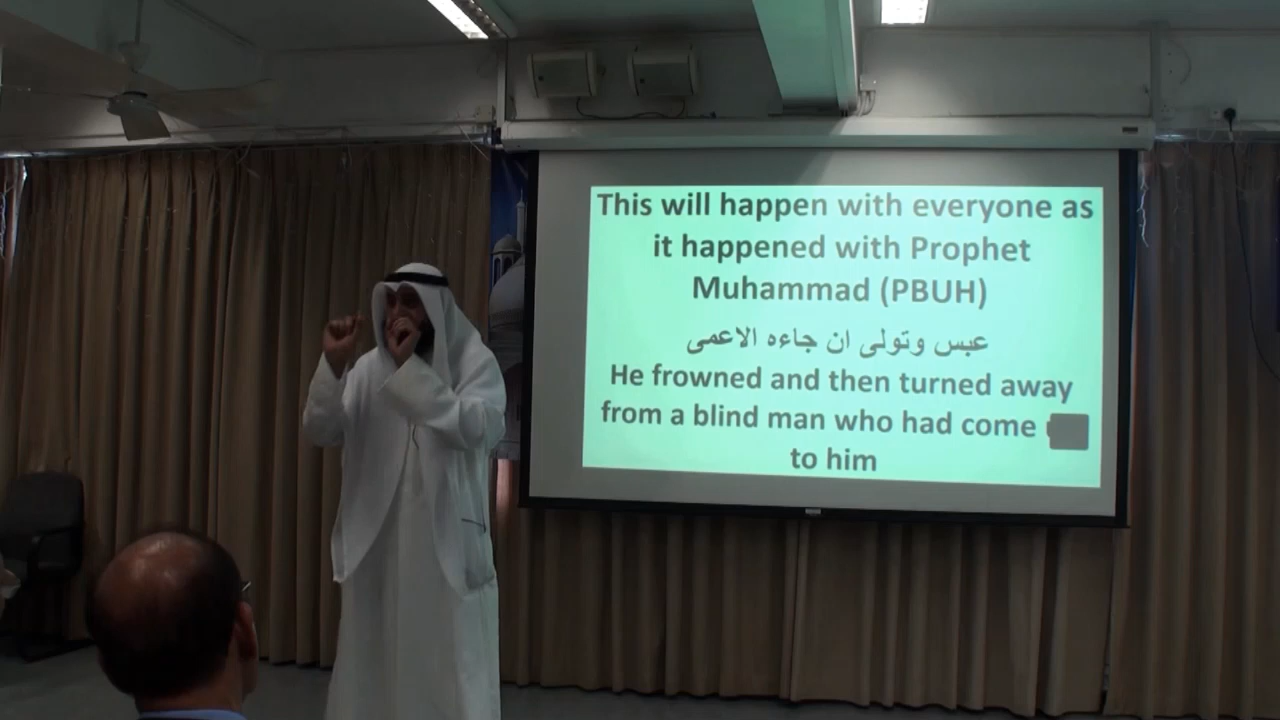 This will happen with everyone as
it happened with Prophet
Muhammad (PBUH)
عبس وتولى ان جاءه الاعمى
He frowned and then turned away
from a blind man who had come
to him